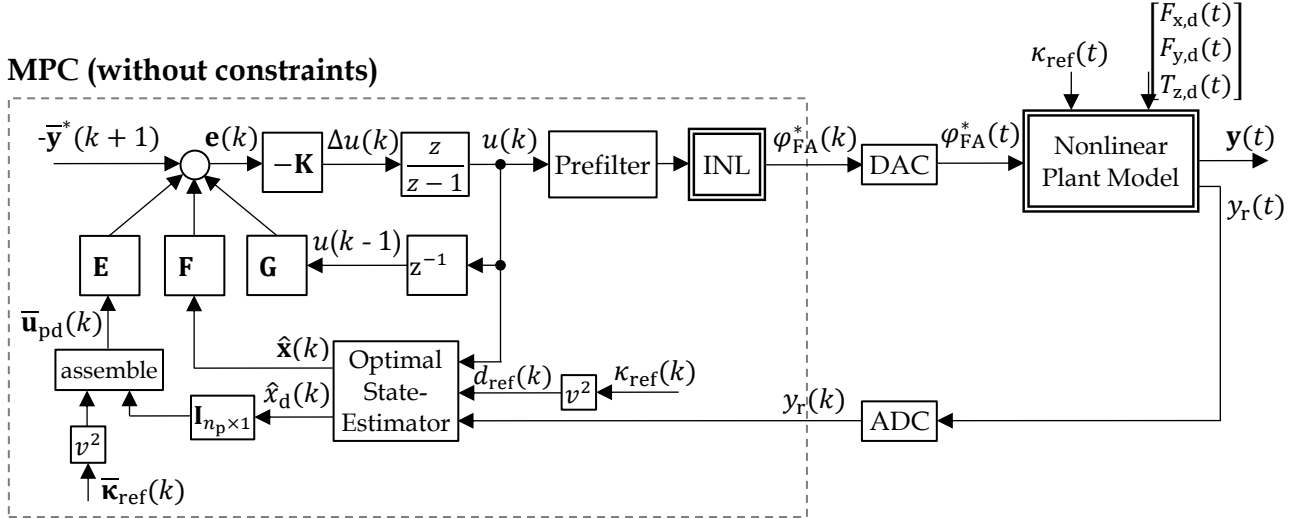 MPC (without constraints)
-ȳ*(k + 1)
e(k)
−K
Δu(k)
z
z − 1
u(k)
Prefilter
INL
φ*FA(k)
DAC
φ*FA(t)
κref(t)
[Fx,d(t)
Fy,d(t)
Tz,d(t)]
Nonlinear
Plant Model
y(t)
yr(t)
E
F
G
u(k - 1)
z−1
ūpd(k)
assemble
v2
κ̄ref(k)
Inp×1
x̂(k)
x̂d(k)
Optimal
State-
Estimator
dref(k)
v2
κref(k)
yr(k)
ADC